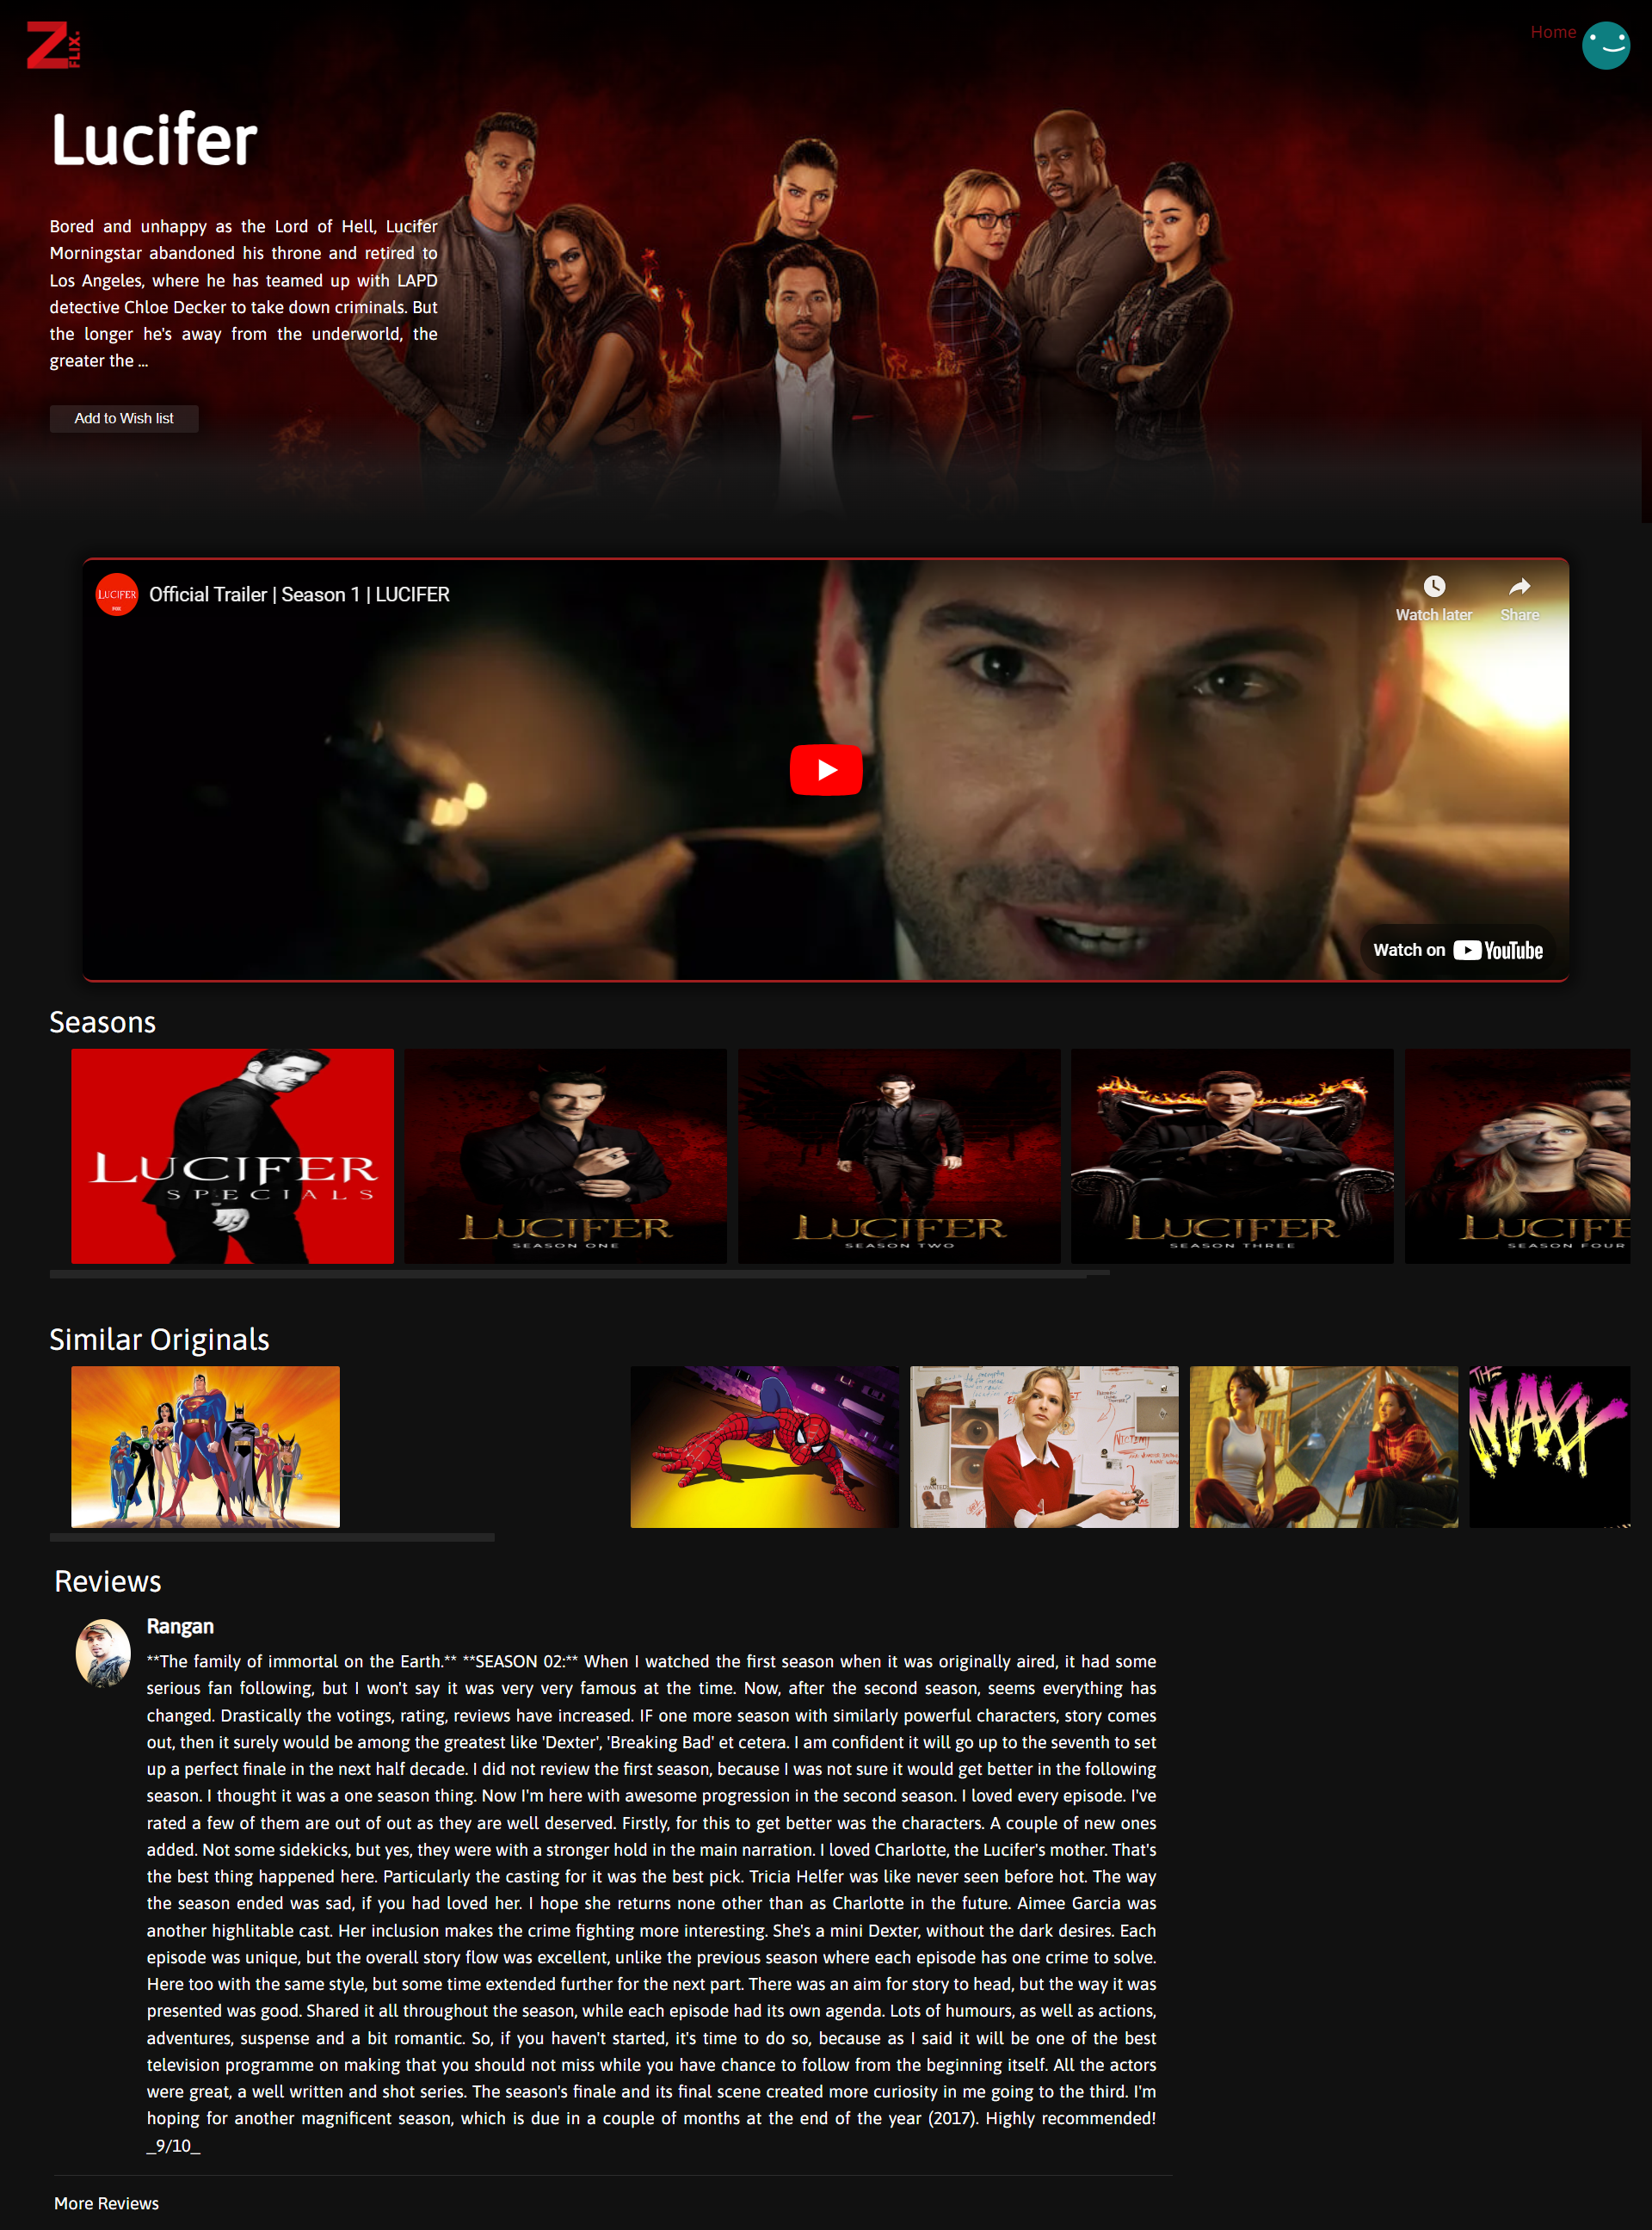 Z
FLIX.
Home
Lucifer
Bored and unhappy as the Lord of Hell, Lucifer
Morningstar abandoned his throne and retired to
Los Angeles, where he has teamed up with LAPD
detective Chloe Decker to take down criminals. But
the longer he's away from the underworld, the
greater the ...
Add to Wish list
LUCIFER
Official Trailer | Season 1 | LUCIFER
Watch later
Share
Watch on YouTube
Seasons
LUCIFER
SPECIALS
LUCIFER
SEASON ONE
LUCIFER
SEASON TWO
LUCIFER
SEASON THREE
LUCIFE
SEASON FOUR
Similar Originals
THE
MAXX
Reviews
Rangan
**The family of immortal on the Earth.** **SEASON 02:** When I watched the first season when it was originally aired, it had some
serious fan following, but I won't say it was very very famous at the time. Now, after the second season, seems everything has
changed. Drastically the votings, rating, reviews have increased. IF one more season with similarly powerful characters, story comes
out, then it surely would be among the greatest like 'Dexter', 'Breaking Bad' et cetera. I am confident it will go up to the seventh to set
up a perfect finale in the next half decade. I did not review the first season, because I was not sure it would get better in the following
season. I thought it was a one season thing. Now I'm here with awesome progression in the second season. I loved every episode. I've
rated a few of them are out of out as they are well deserved. Firstly, for this to get better was the characters. A couple of new ones
added. Not some sidekicks, but yes, they were with a stronger hold in the main narration. I loved Charlotte, the Lucifer's mother. That's
the best thing happened here. Particularly the casting for it was the best pick. Tricia Helfer was like never seen before hot. The way
the season ended was sad, if you had loved her. I hope she returns none other than as Charlotte in the future. Aimee Garcia was
another highlitable cast. Her inclusion makes the crime fighting more interesting. She's a mini Dexter, without the dark desires. Each
episode was unique, but the overall story flow was excellent, unlike the previous season where each episode has one crime to solve.
Here too with the same style, but some time extended further for the next part. There was an aim for story to head, but the way it was
presented was good. Shared it all throughout the season, while each episode had its own agenda. Lots of humours, as well as actions,
adventures, suspense and a bit romantic. So, if you haven't started, it's time to do so, because as I said it will be one of the best
television programme on making that you should not miss while you have chance to follow from the beginning itself. All the actors
were great, a well written and shot series. The season's finale and its final scene created more curiosity in me going to the third. I'm
hoping for another magnificent season, which is due in a couple of months at the end of the year (2017). Highly recommended!
_9/10_
More Reviews